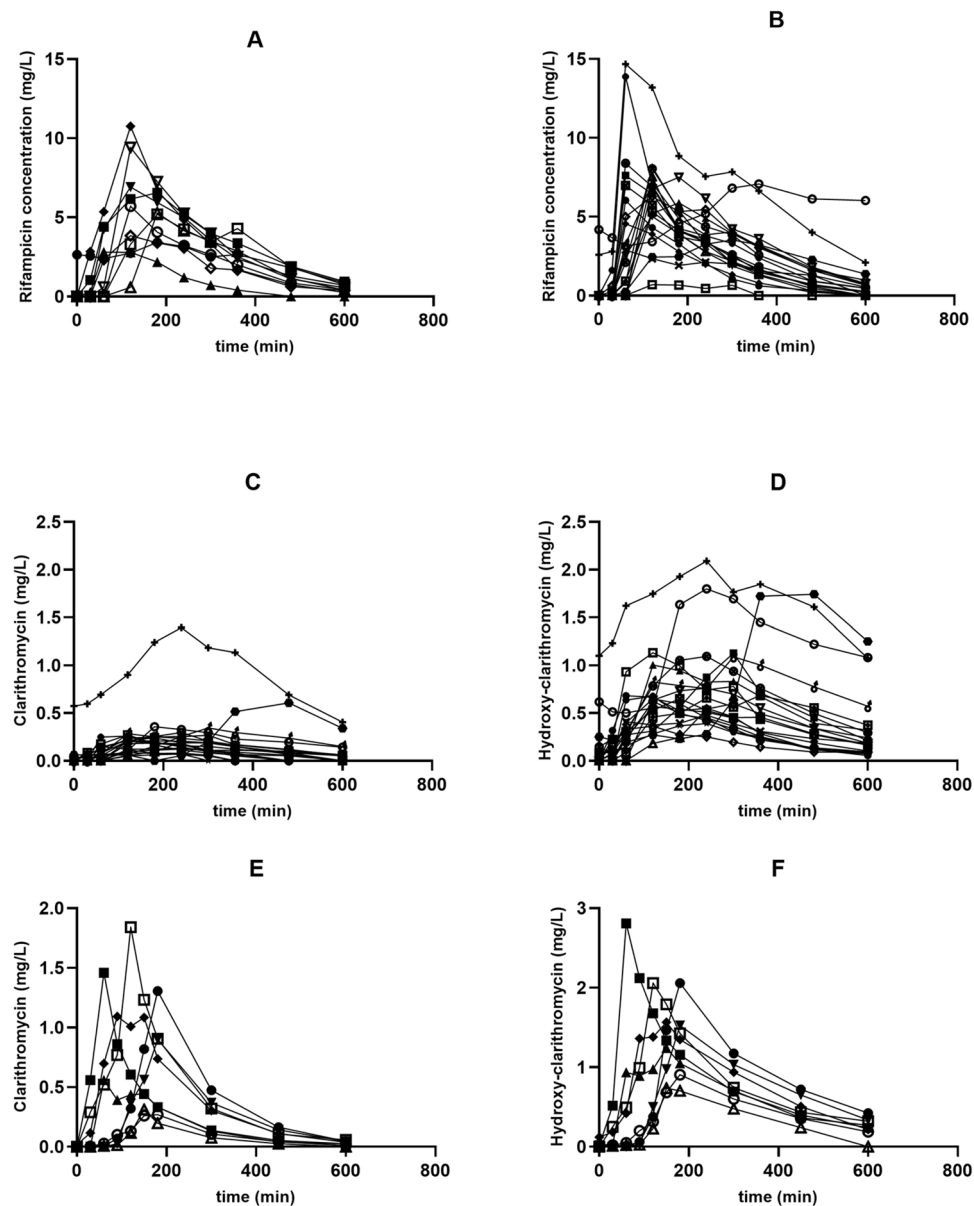 A
Rifampicin concentration (mg/L)
15
10
5
0
0 200 400 600 800
time (min)
B
Rifampicin concentration (mg/L)
15
10
5
0
0 200 400 600 800
time (min)
C
Clarithromycin (mg/L)
2.5
2.0
1.5
1.0
0.5
0.0
0 200 400 600 800
time (min)
D
Hydroxy-clarithromycin (mg/L)
2.5
2.0
1.5
1.0
0.5
0.0
0 200 400 600 800
time (min)
E
Clarithromycin (mg/L)
2.0
1.5
1.0
0.5
0.0
0 200 400 600 800
time (min)
F
Hydroxy-clarithromycin (mg/L)
3
2
1
0
0 200 400 600 800
time (min)